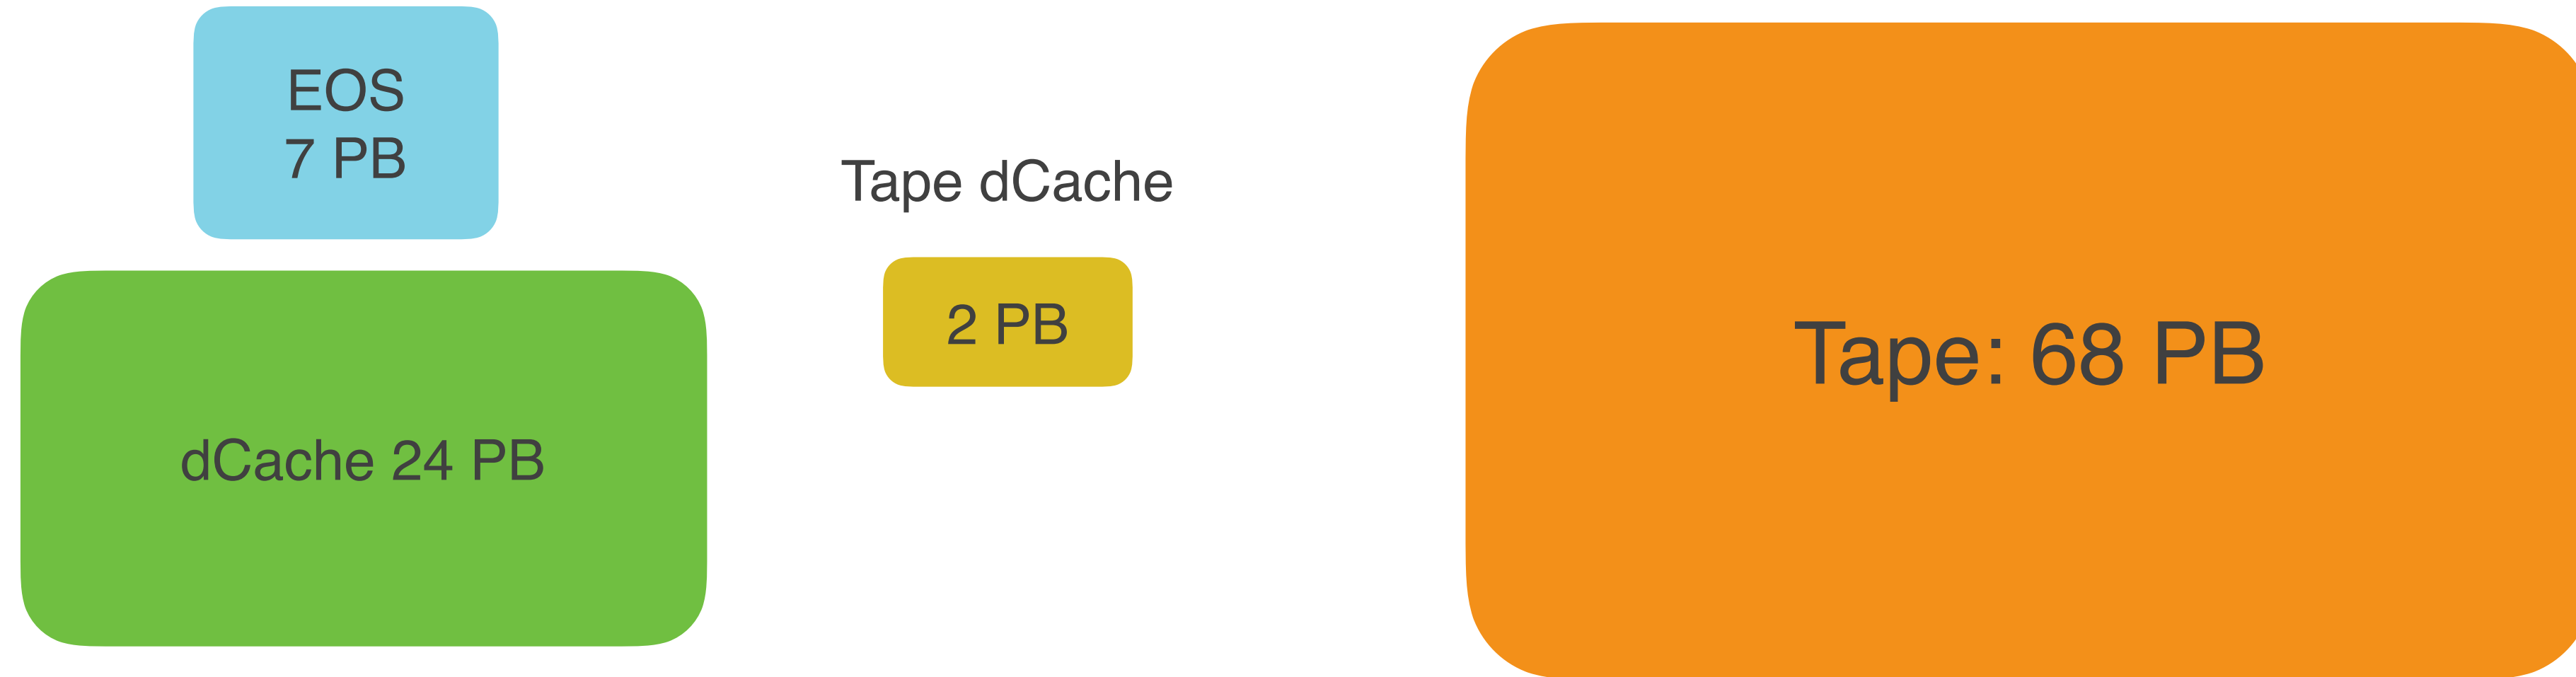 EOS
7 PB
dCache 24 PB
Tape dCache
2 PB
Tape: 68 PB